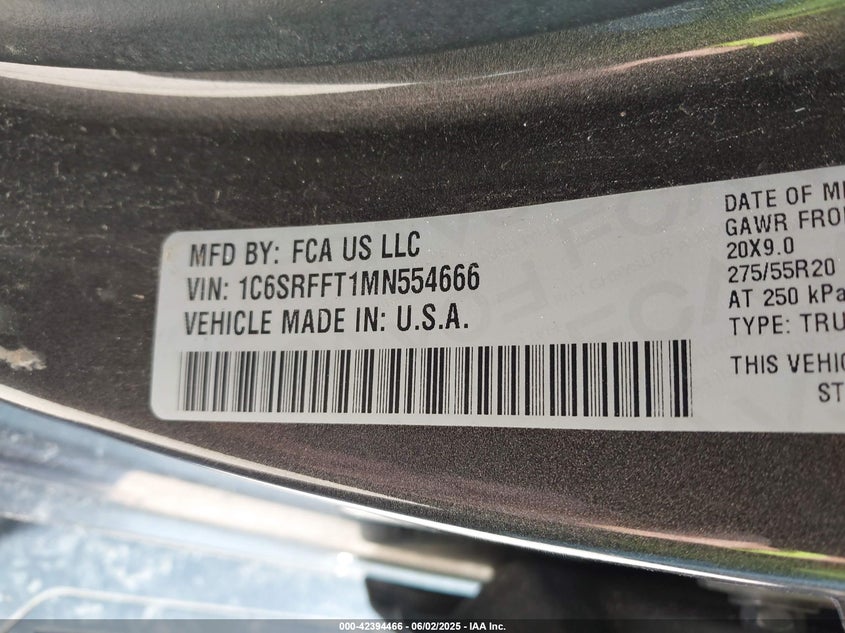 MFD BY: FCA US LLC
VIN: 1C6SRFFT1MN554666
VEHICLE MADE IN: U.S.A.
DATE OF M
GAWR FRO
20X9.0
275/55R20
AT 250 kPa
TYPE: TRU
THIS VEHIC
ST
000-42394466 - 06/02/2025 - IAA Inc.